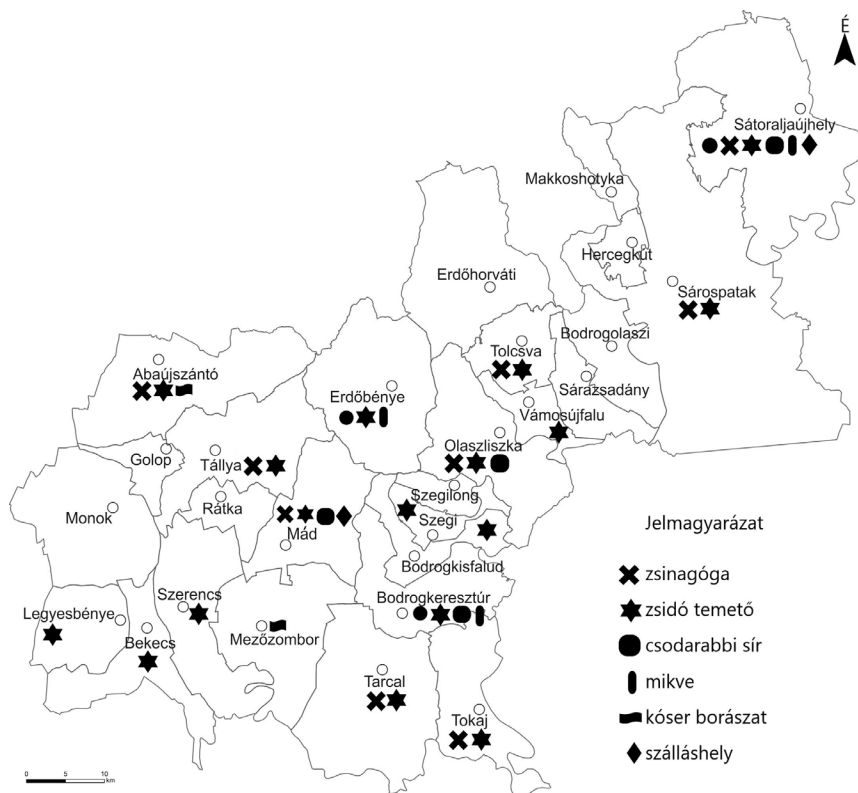 É
Sátoraljaújhely
Makkoshotyka
Hercegkút
Erdőhorváti
Sárospatak
Bodrogolaszi
Tolcsva
Abaújszántó
Erdőbénye
Sárazsadány
Vámosújfalu
Olaszliszka
Golop
Tállya
Szegilong
Monok
Rátka
Szegi
Jelmagyarázat
Mád
Bodrogkisfalud
zsinagóga
Szerencs
Bodrogkeresztúr
Legyesbénye
zsidó temető
Mezőzombor
Bekecs
csodarabbi sír
Tarcal
mikve
Tokaj
kóser borászat
szálláshely
0 5 10
km